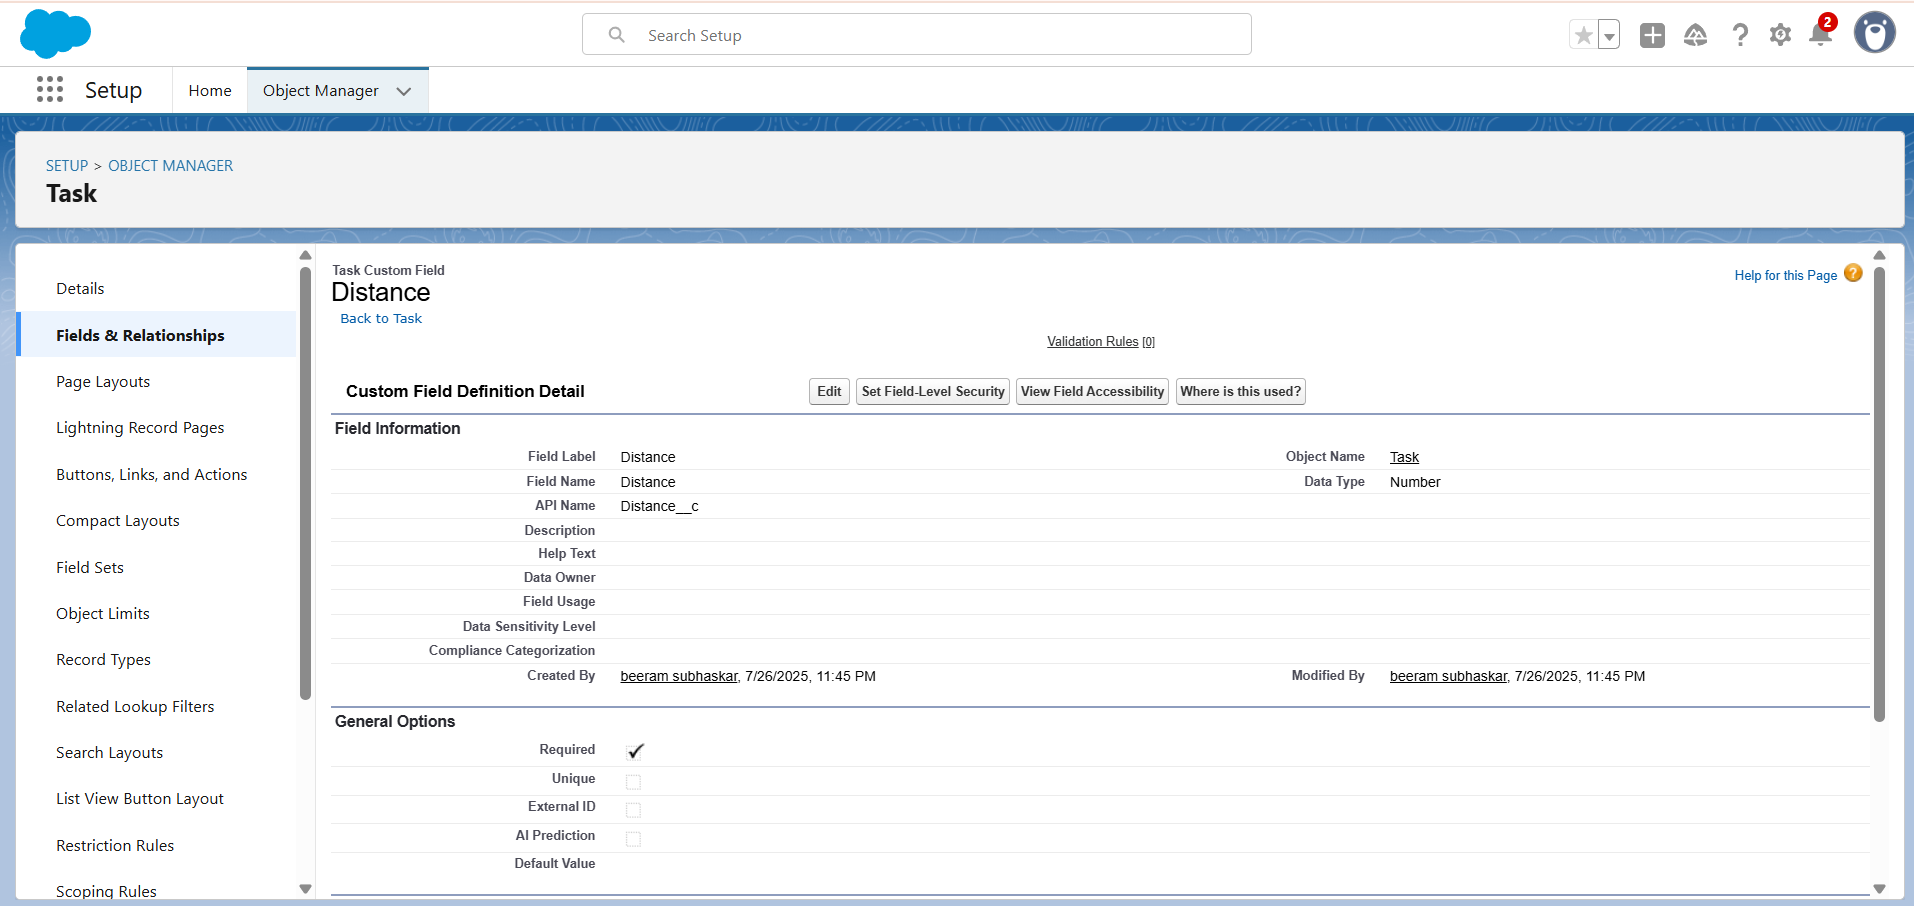 Search Setup
2
Setup
Home
Object Manager
SETUP > OBJECT MANAGER
Task
Details
Fields & Relationships
Page Layouts
Lightning Record Pages
Buttons, Links, and Actions
Compact Layouts
Field Sets
Object Limits
Record Types
Related Lookup Filters
Search Layouts
List View Button Layout
Restriction Rules
Scoping Rules
Task Custom Field
Distance
Back to Task
Help for this Page ?
Validation Rules [0]
Custom Field Definition Detail
Edit
Set Field-Level Security
View Field Accessibility
Where is this used?
Field Information
Field Label Distance Object Name Task
Field Name Distance Data Type Number
API Name Distance__c
Description
Help Text
Data Owner
Field Usage
Data Sensitivity Level
Compliance Categorization
Created By beeram subhaskar, 7/26/2025, 11:45 PM Modified By beeram subhaskar, 7/26/2025, 11:45 PM
General Options
Required
Unique
External ID
AI Prediction
Default Value